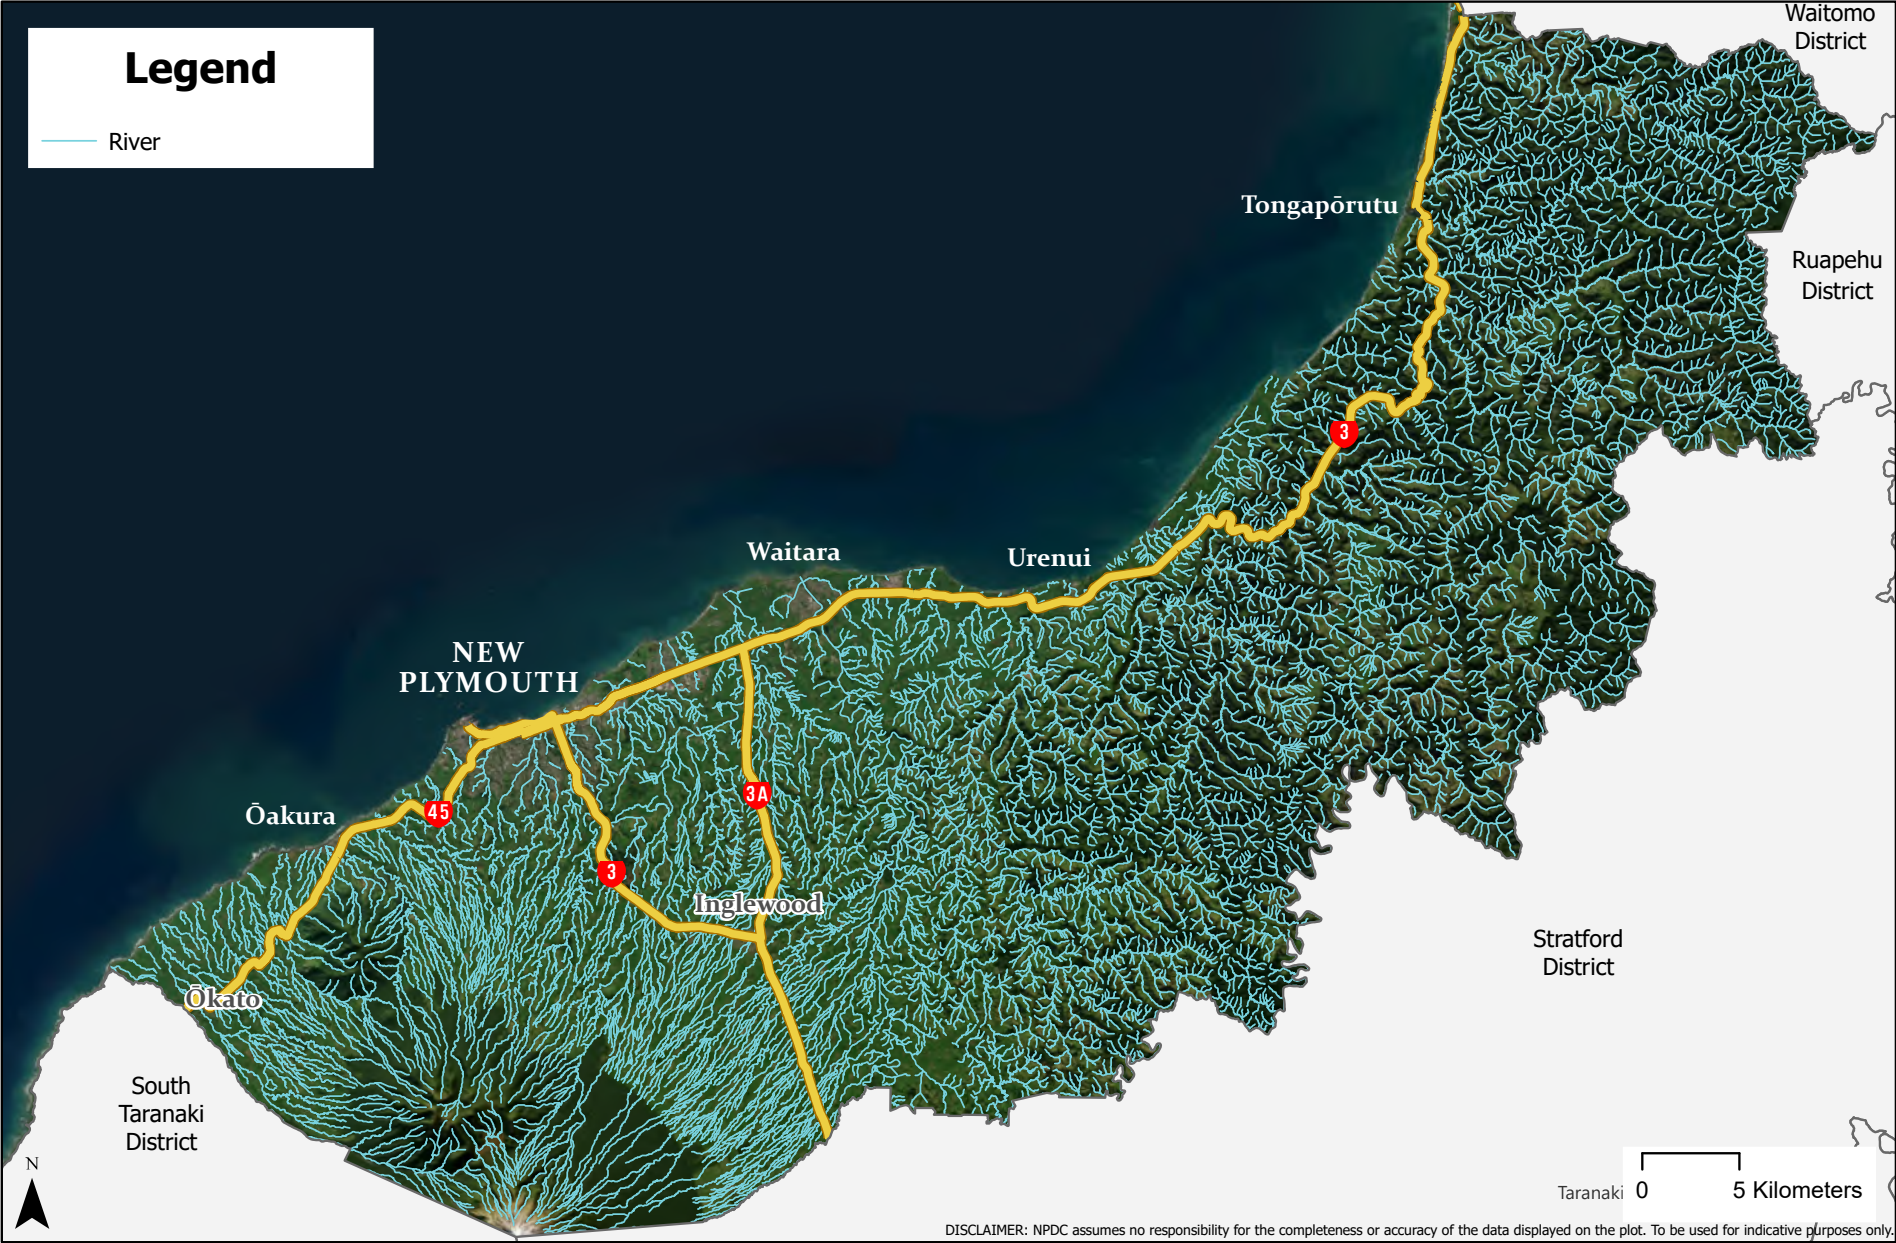 Legend
River
Waitomo
District
Tongapōrutu
Ruapehu
District
3
Waitara
Urenui
NEW
PLYMOUTH
3A
Ōakura
45
3
Inglewood
Stratford
District
Ōkato
South
Taranaki
District
N
Taranaki
0
5 Kilometers
DISCLAIMER: NPDC assumes no responsibility for the completeness or accuracy of the data displayed on the plot. To be used for indicative purposes only.